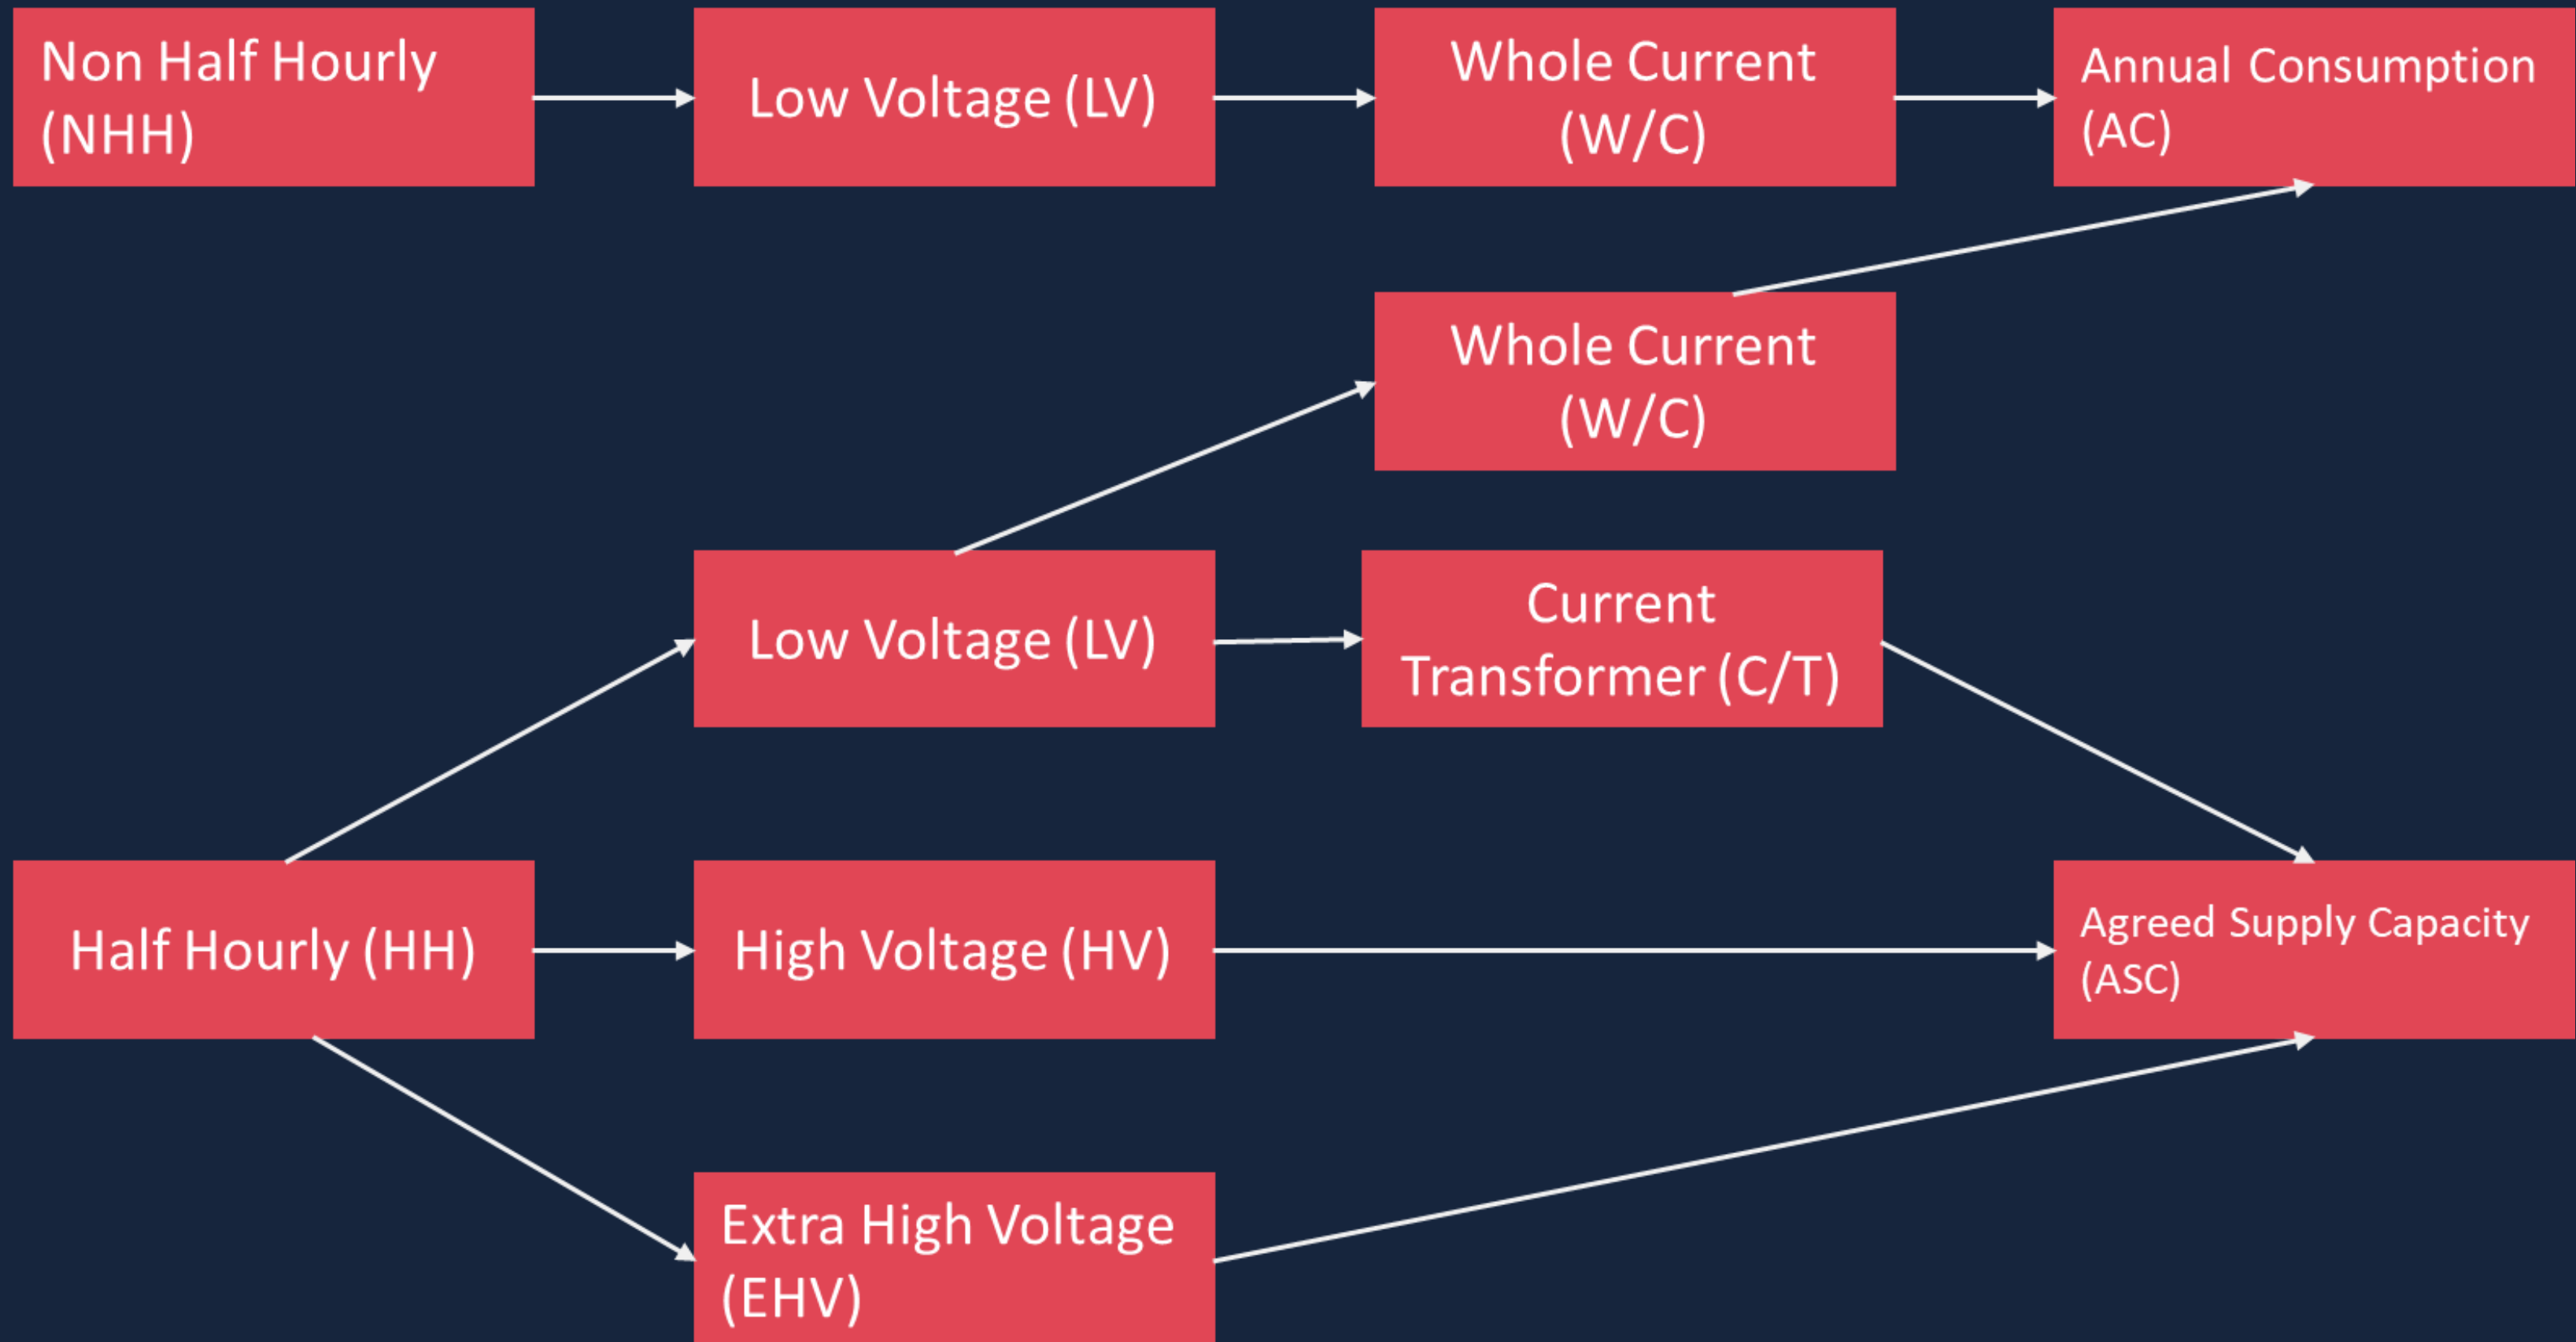 Non Half Hourly
(NHH)
Low Voltage (LV)
Whole Current
(W/C)
Annual Consumption
(AC)
Whole Current
(W/C)
Low Voltage (LV)
Current
Transformer (C/T)
Half Hourly (HH)
High Voltage (HV)
Agreed Supply Capacity
(ASC)
Extra High Voltage
(EHV)